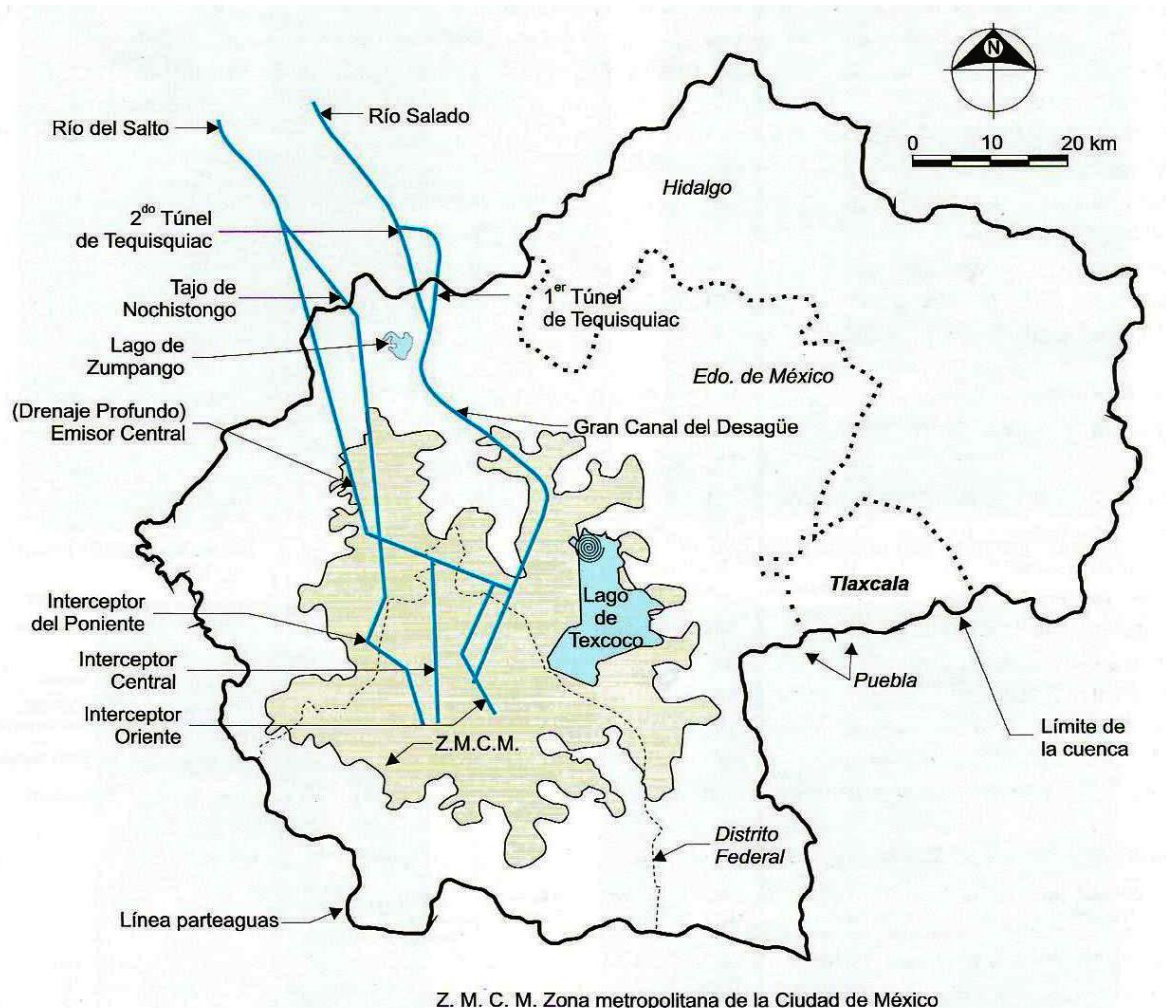 N
0 10 20 km
Río del Salto
Río Salado
Hidalgo
2do Túnel
de Tequisquiac
Tajo de
Nochistongo
1er Túnel
de Tequisquiac
Lago de
Zumpango
Edo. de México
(Drenaje Profundo)
Emisor Central
Gran Canal del Desagüe
Tlaxcala
Lago
de
Texcoco
Interceptor
del Poniente
Interceptor
Central
Puebla
Interceptor
Oriente
Z.M.C.M.
Límite de
la cuenca
Distrito
Federal
Línea parteaguas
Z. M. C. M. Zona metropolitana de la Ciudad de México